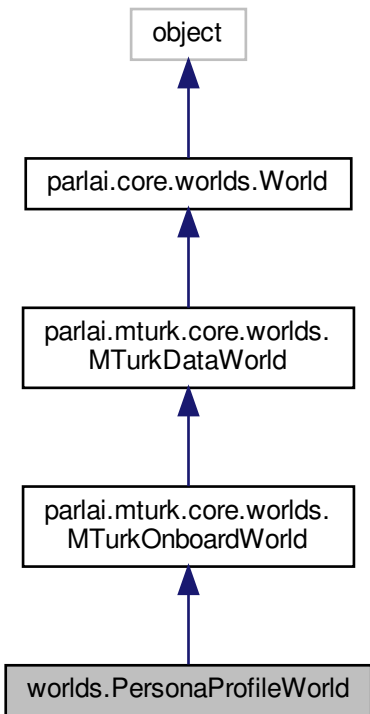 object
parlai.core.worlds.World
parlai.mturk.core.worlds.
MTurkDataWorld
parlai.mturk.core.worlds.
MTurkOnboardWorld
worlds.PersonaProfileWorld